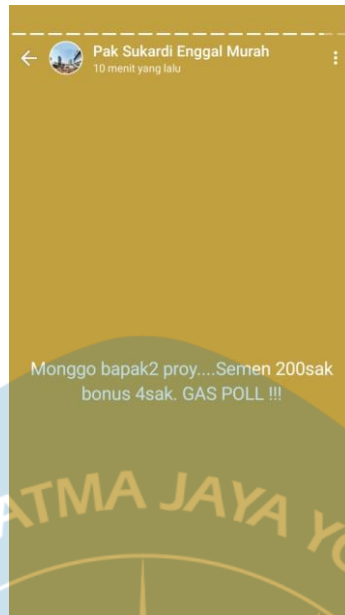 Pak Sukardi Enggal Murah
10 menit yang lalu
Monggo bapak2 proy....Semen 200sak
bonus 4sak. GAS POLL !!!
ATMA JAYA YO